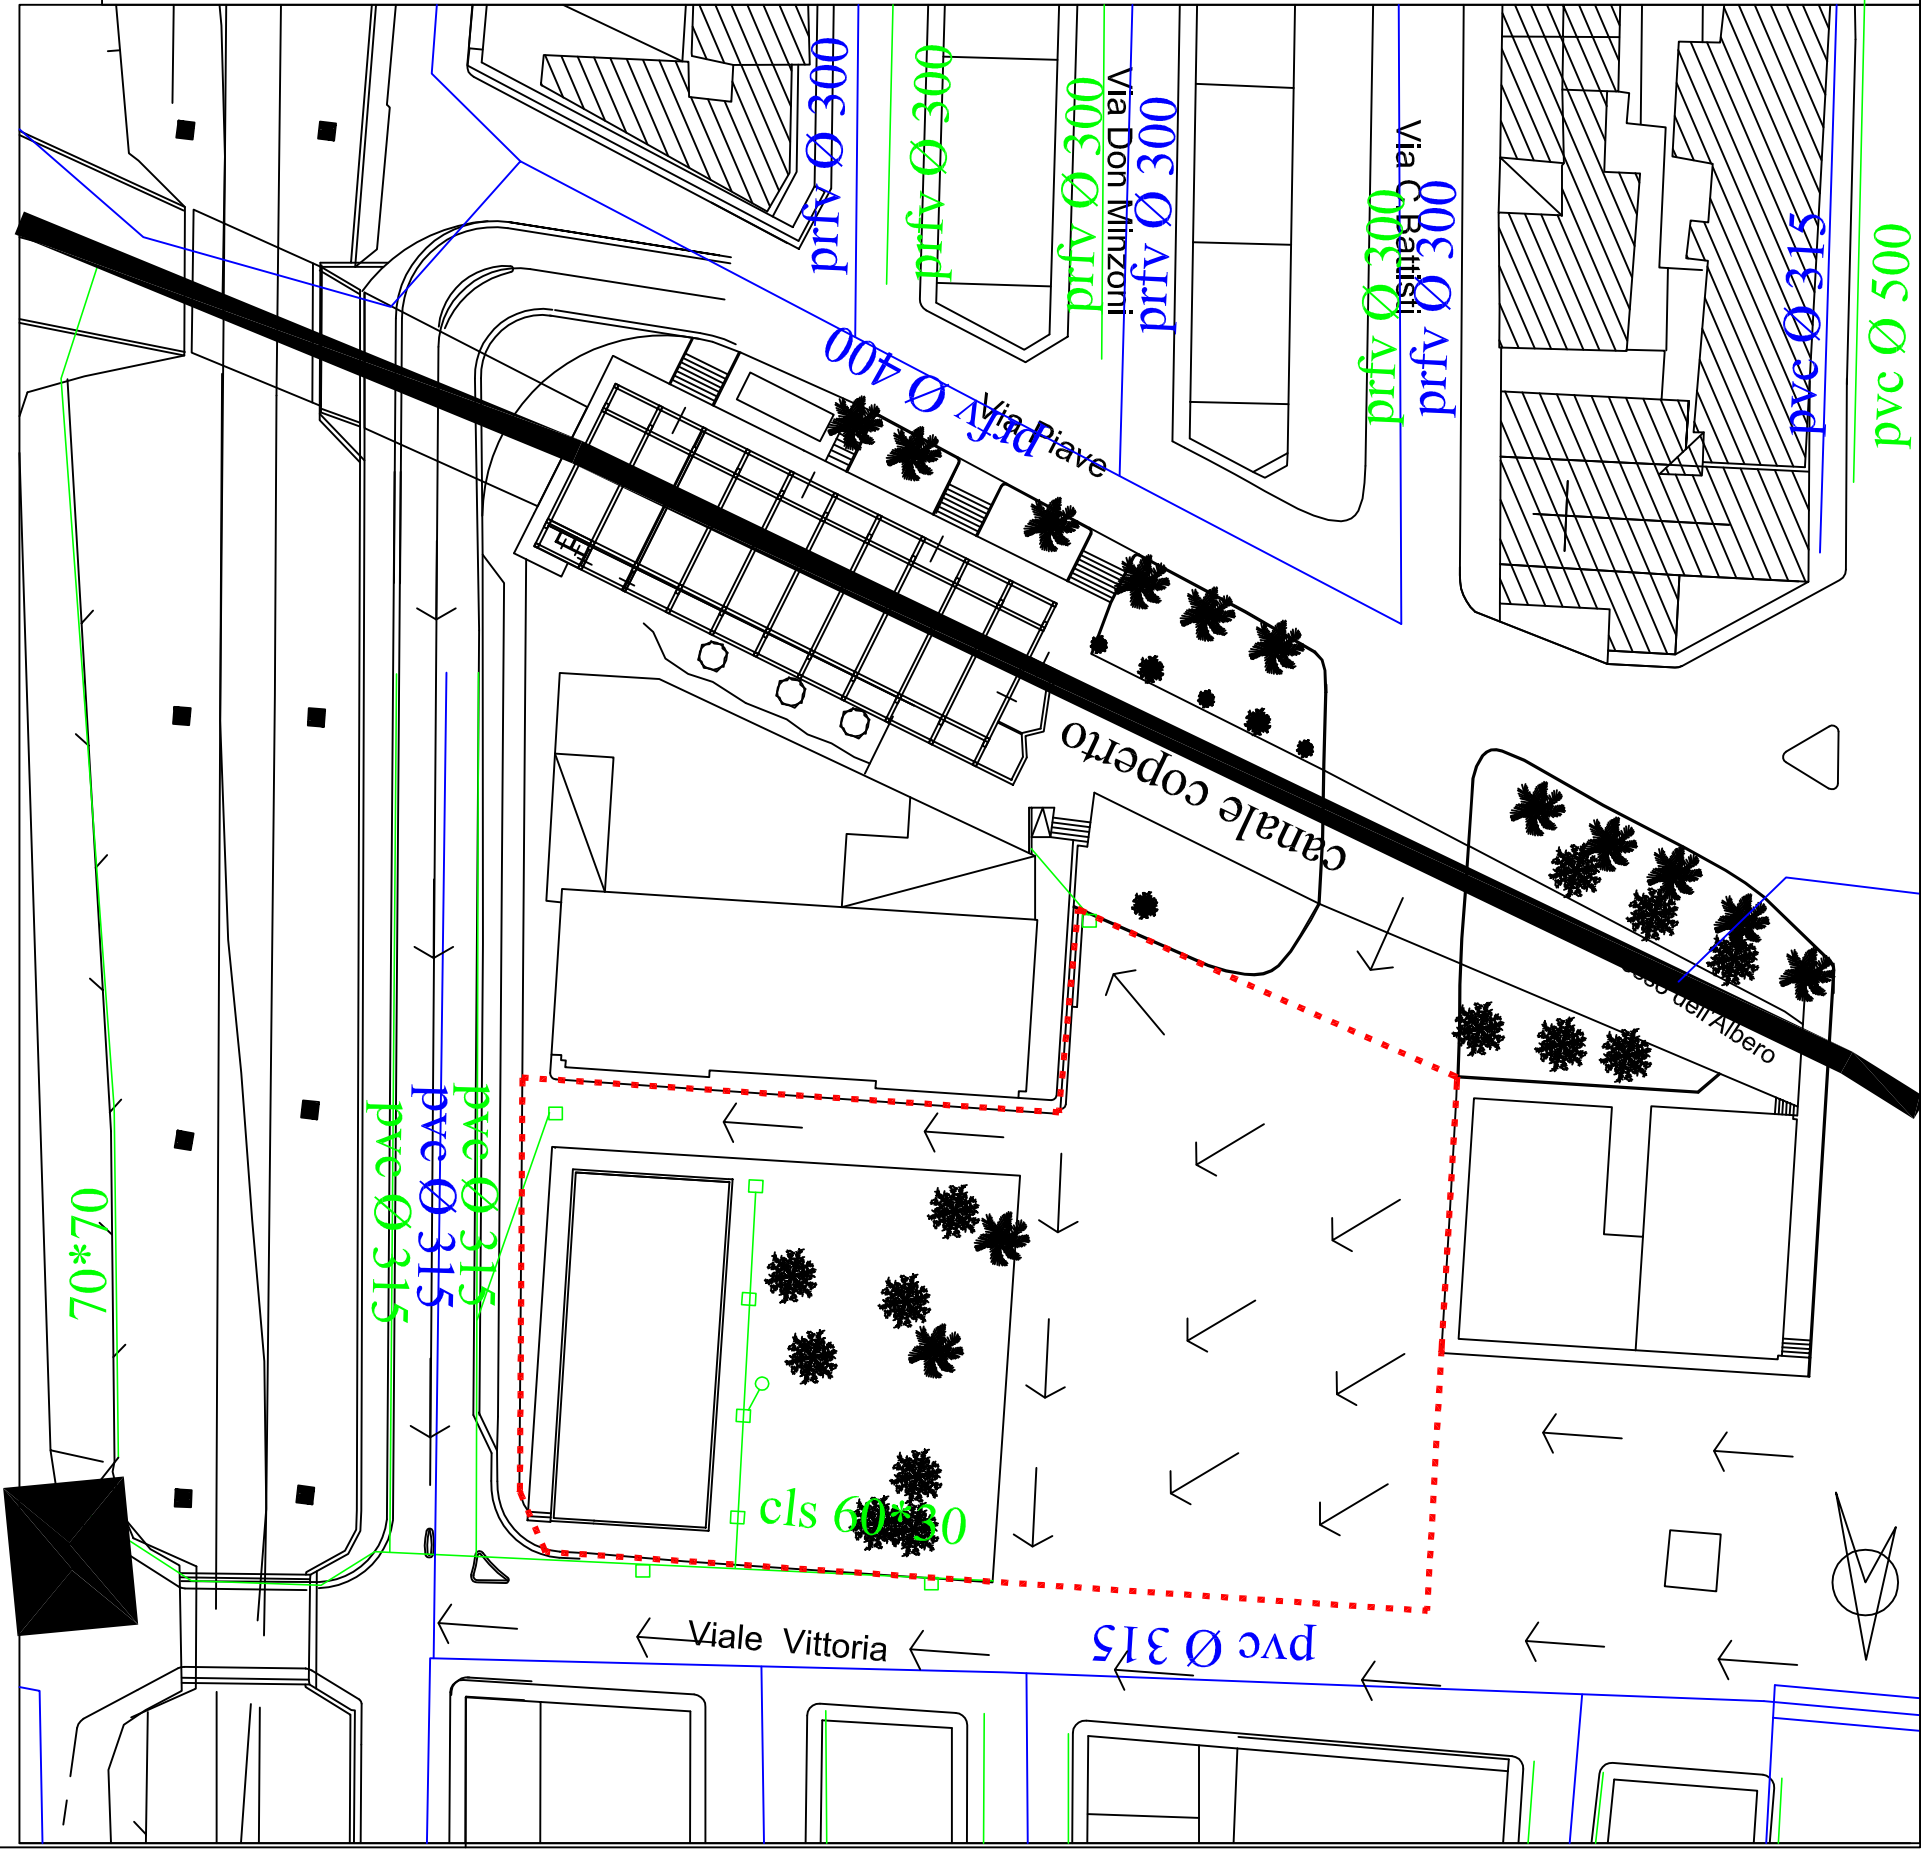 prfv Ø 300
prfv Ø 300
prfv Ø 300
Via Don Minzoni
prfv Ø 300
Via C Battisti
prfv Ø 300
prfv Ø 300
pvc Ø 315
pvc Ø 500
prfv Ø 400
Via Piave
canale coperto
dell'Albero
70*70
pvc Ø 315
pvc Ø 315
pvc Ø 315
cls 60*30
Viale Vittoria
pvc Ø 315